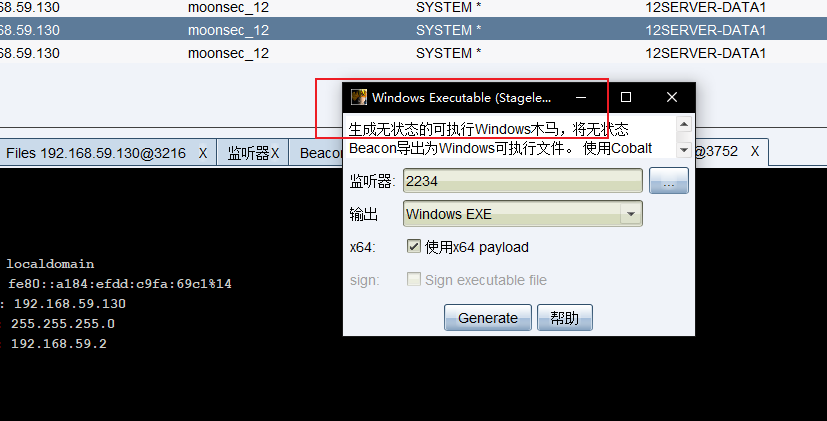 68.59.130 moonsec_12 SYSTEM * 12SERVER-DATA1
68.59.130 moonsec_12 SYSTEM * 12SERVER-DATA1
68.59.130 moonsec_12 SYSTEM * 12SERVER-DATA1
Windows Executable (Stagele...
生成无状态的可执行Windows木马，将无状态
Beacon导出为Windows可执行文件。 使用Cobalt
Files 192.168.59.130@3216 X 监听器X Beacon @3752 X
监听器: 2234 ...
输出 Windows EXE
x64: 使用x64 payload
sign: Sign executable file
Generate 帮助
localdomain
fe80::a184:efdd:c9fa:69c1%14
: 192.168.59.130
: 255.255.255.0
: 192.168.59.2